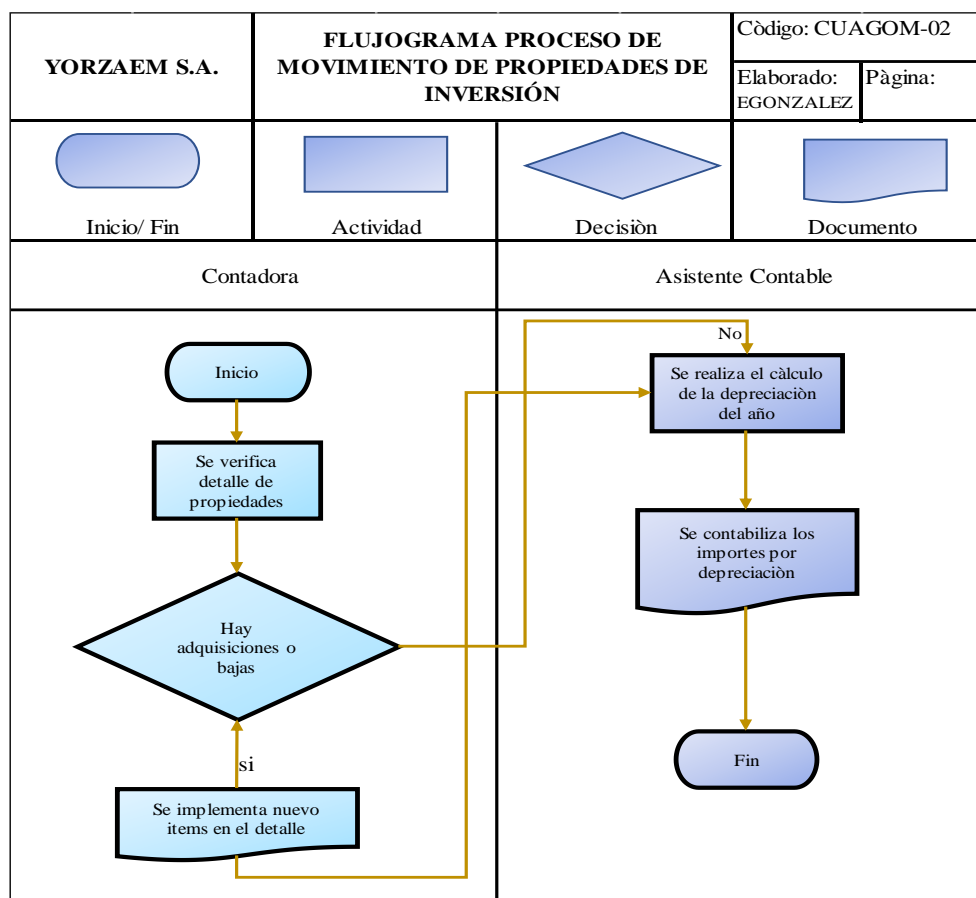 YORZAEM S.A.
FLUJOGRAMA PROCESO DE
MOVIMIENTO DE PROPIEDADES DE
INVERSIÓN
Còdigo: CUAGOM-02
Elaborado:
EGONZALEZ
Pàgina:
Inicio/ Fin
Actividad
Decisiòn
Documento
Contadora
Asistente Contable
Inicio
Se verifica
detalle de
propiedades
Hay
adquisiciones o
bajas
si
Se implementa nuevo
items en el detalle
No
Se realiza el càlculo
de la depreciaciòn
del año
Se contabiliza los
importes por
depreciaciòn
Fin